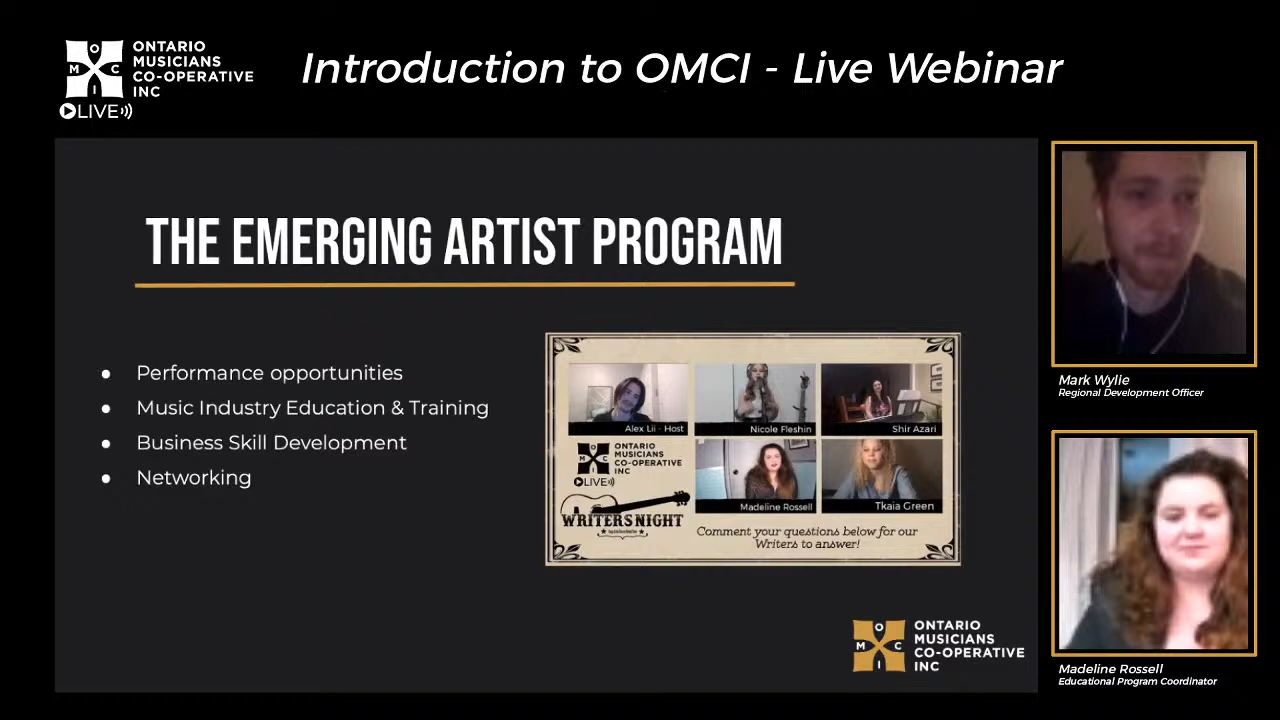 ONTARIO
MUSICIANS
CO-OPERATIVE
INC
O
M C
I
LIVE
Introduction to OMCI - Live Webinar
THE EMERGING ARTIST PROGRAM
● Performance opportunities
● Music Industry Education & Training
● Business Skill Development
● Networking
Alex Lii - Host
Nicole Fleshin
Shir Azari
O
M C
I
ONTARIO
MUSICIANS
CO-OPERATIVE
INC
LIVE
WRITERS NIGHT
Madeline Rossell
Tkaia Green
Comment your questions below for our
Writers to answer!
O
M C
I
ONTARIO
MUSICIANS
CO-OPERATIVE
INC
Mark Wylie
Regional Development Officer
Madeline Rossell
Educational Program Coordinator